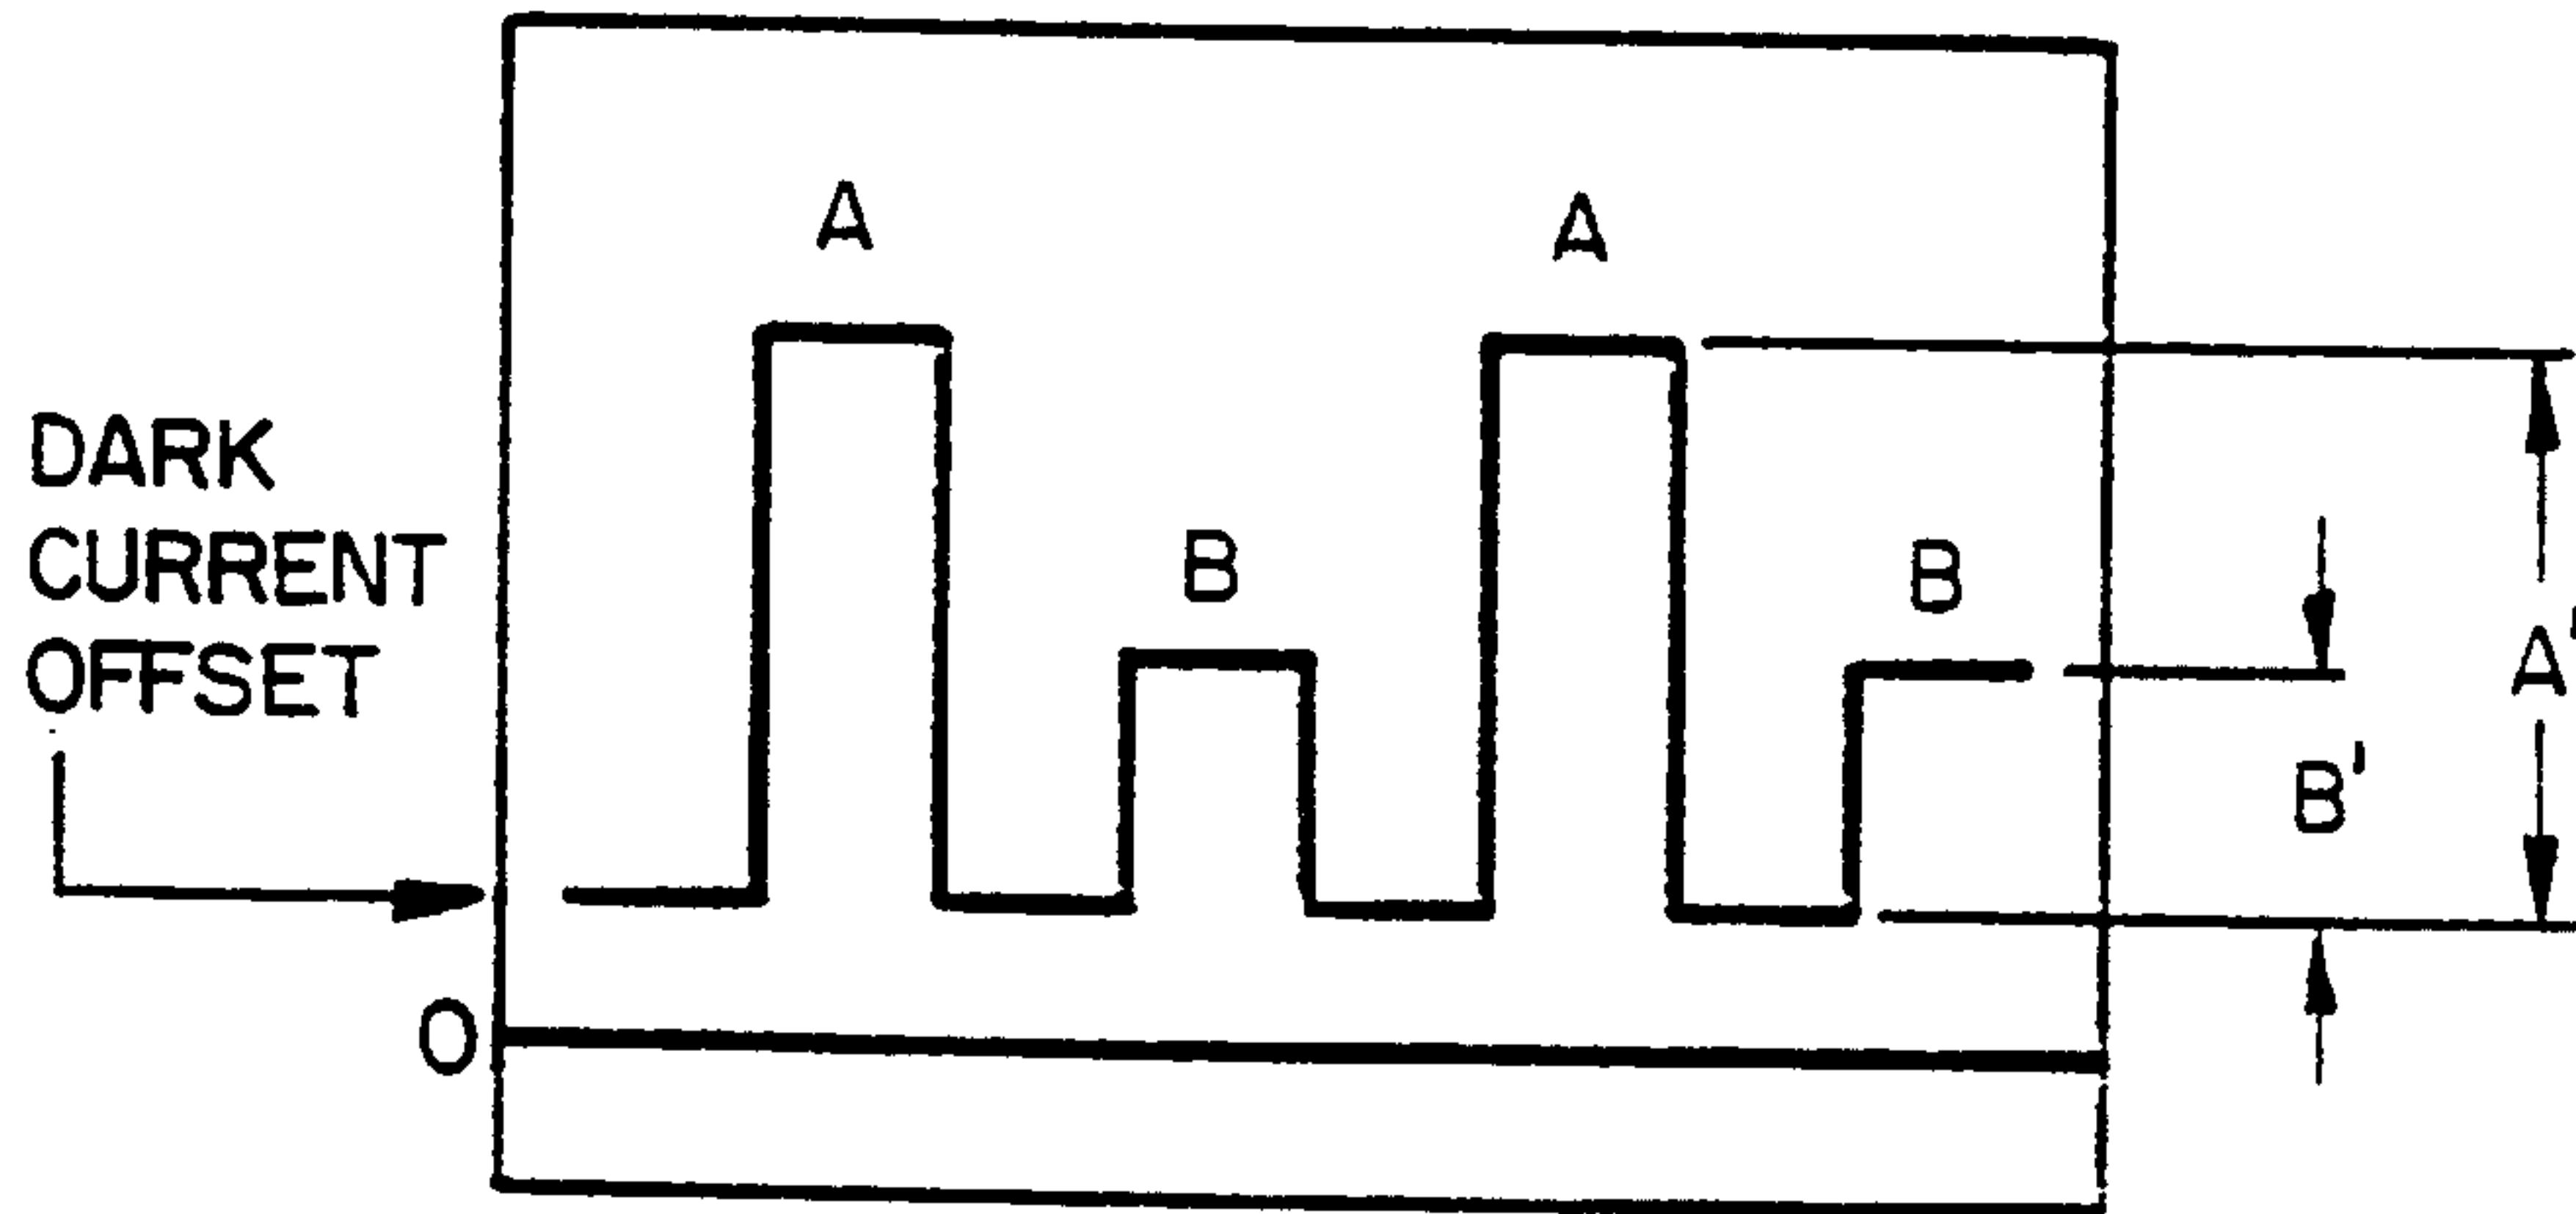 A A
DARK
CURRENT
OFFSET
B B
A'
B'
O